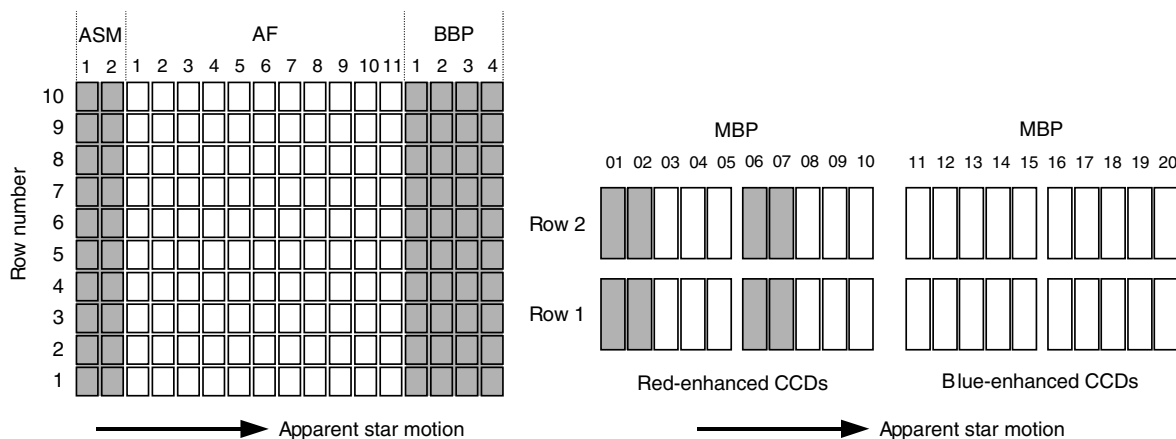 ASM AF BBP
1 2 1 2 3 4 5 6 7 8 9 10 11 1 2 3 4
Row number
10
9
8
7
6
5
4
3
2
1
Apparent star motion
MBP MBP
01 02 03 04 05 06 07 08 09 10 11 12 13 14 15 16 17 18 19 20
Row 2
Row 1
Red-enhanced CCDs Blue-enhanced CCDs
Apparent star motion